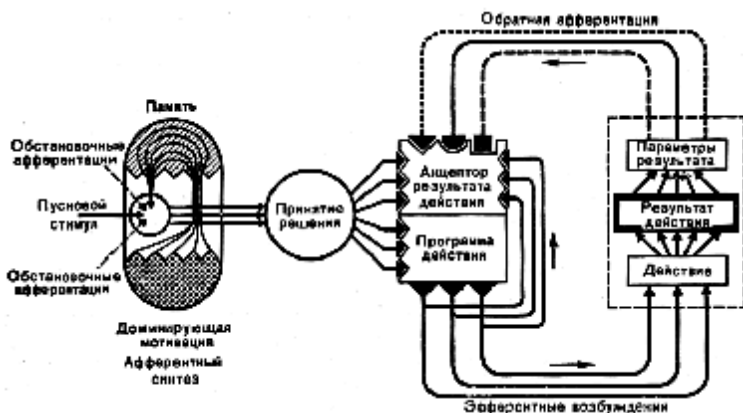 Обратная афферентация
Память
Обстановочные
афферентации
Пусковой
стимул
Обстановочные
афферентации
Доминирующая
мотивация
Афферентный
синтез
Принятие
решения
Акцептор
результата
действия
Программа
действия
Параметры
результата
Результат
действия
Действие
Эфферентные возбуждения